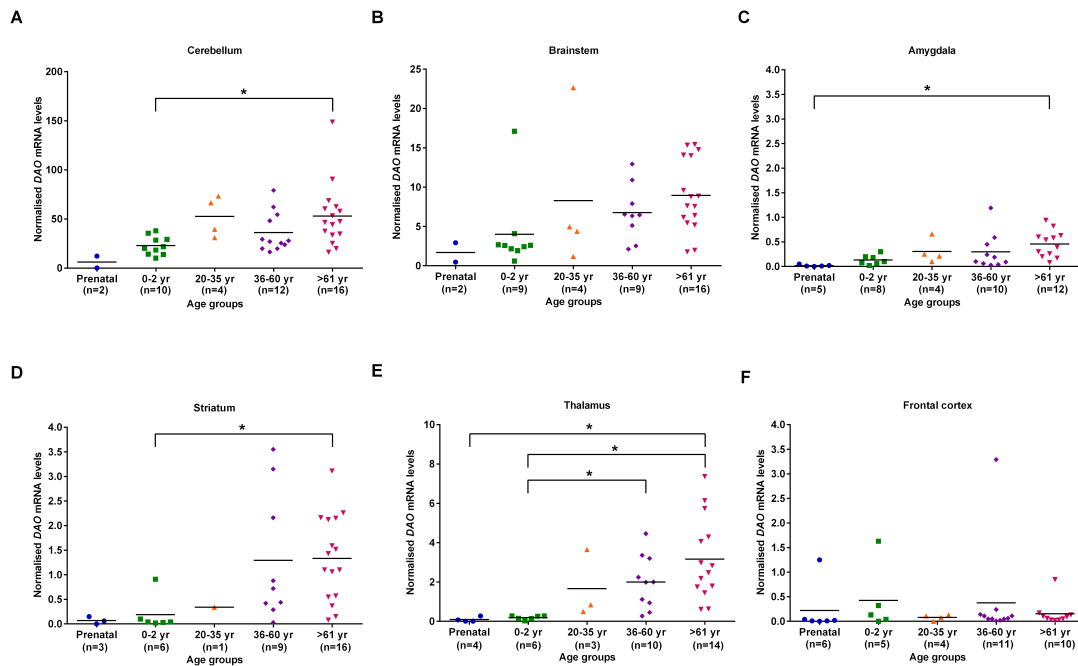 A
Cerebellum
Normalised DAO mRNA levels
200
150
100
50
0
*
Prenatal 0-2 yr 20-35 yr 36-60 yr >61 yr
(n=2) (n=10) (n=4) (n=12) (n=16)
Age groups
B
Brainstem
Normalised DAO mRNA levels
25
20
15
10
5
0
Prenatal 0-2 yr 20-35 yr 36-60 yr >61 yr
(n=2) (n=9) (n=4) (n=9) (n=16)
Age groups
C
Amygdala
Normalised DAO mRNA levels
4.0
3.5
3.0
2.5
2.0
1.5
1.0
0.5
0.0
*
Prenatal 0-2 yr 20-35 yr 36-60 yr >61 yr
(n=5) (n=8) (n=4) (n=10) (n=12)
Age groups
D
Striatum
Normalised DAO mRNA levels
4.0
3.5
3.0
2.5
2.0
1.5
1.0
0.5
0.0
*
Prenatal 0-2 yr 20-35 yr 36-60 yr >61 yr
(n=3) (n=6) (n=1) (n=9) (n=16)
Age groups
E
Thalamus
Normalised DAO mRNA levels
10
8
6
4
2
0
*
*
*
Prenatal 0-2 yr 20-35 yr 36-60 yr >61 yr
(n=4) (n=6) (n=3) (n=10) (n=14)
Age groups
F
Frontal cortex
Normalised DAO mRNA levels
4.0
3.5
3.0
2.5
2.0
1.5
1.0
0.5
0.0
Prenatal 0-2 yr 20-35 yr 36-60 yr >61 yr
(n=6) (n=5) (n=4) (n=11) (n=10)
Age groups